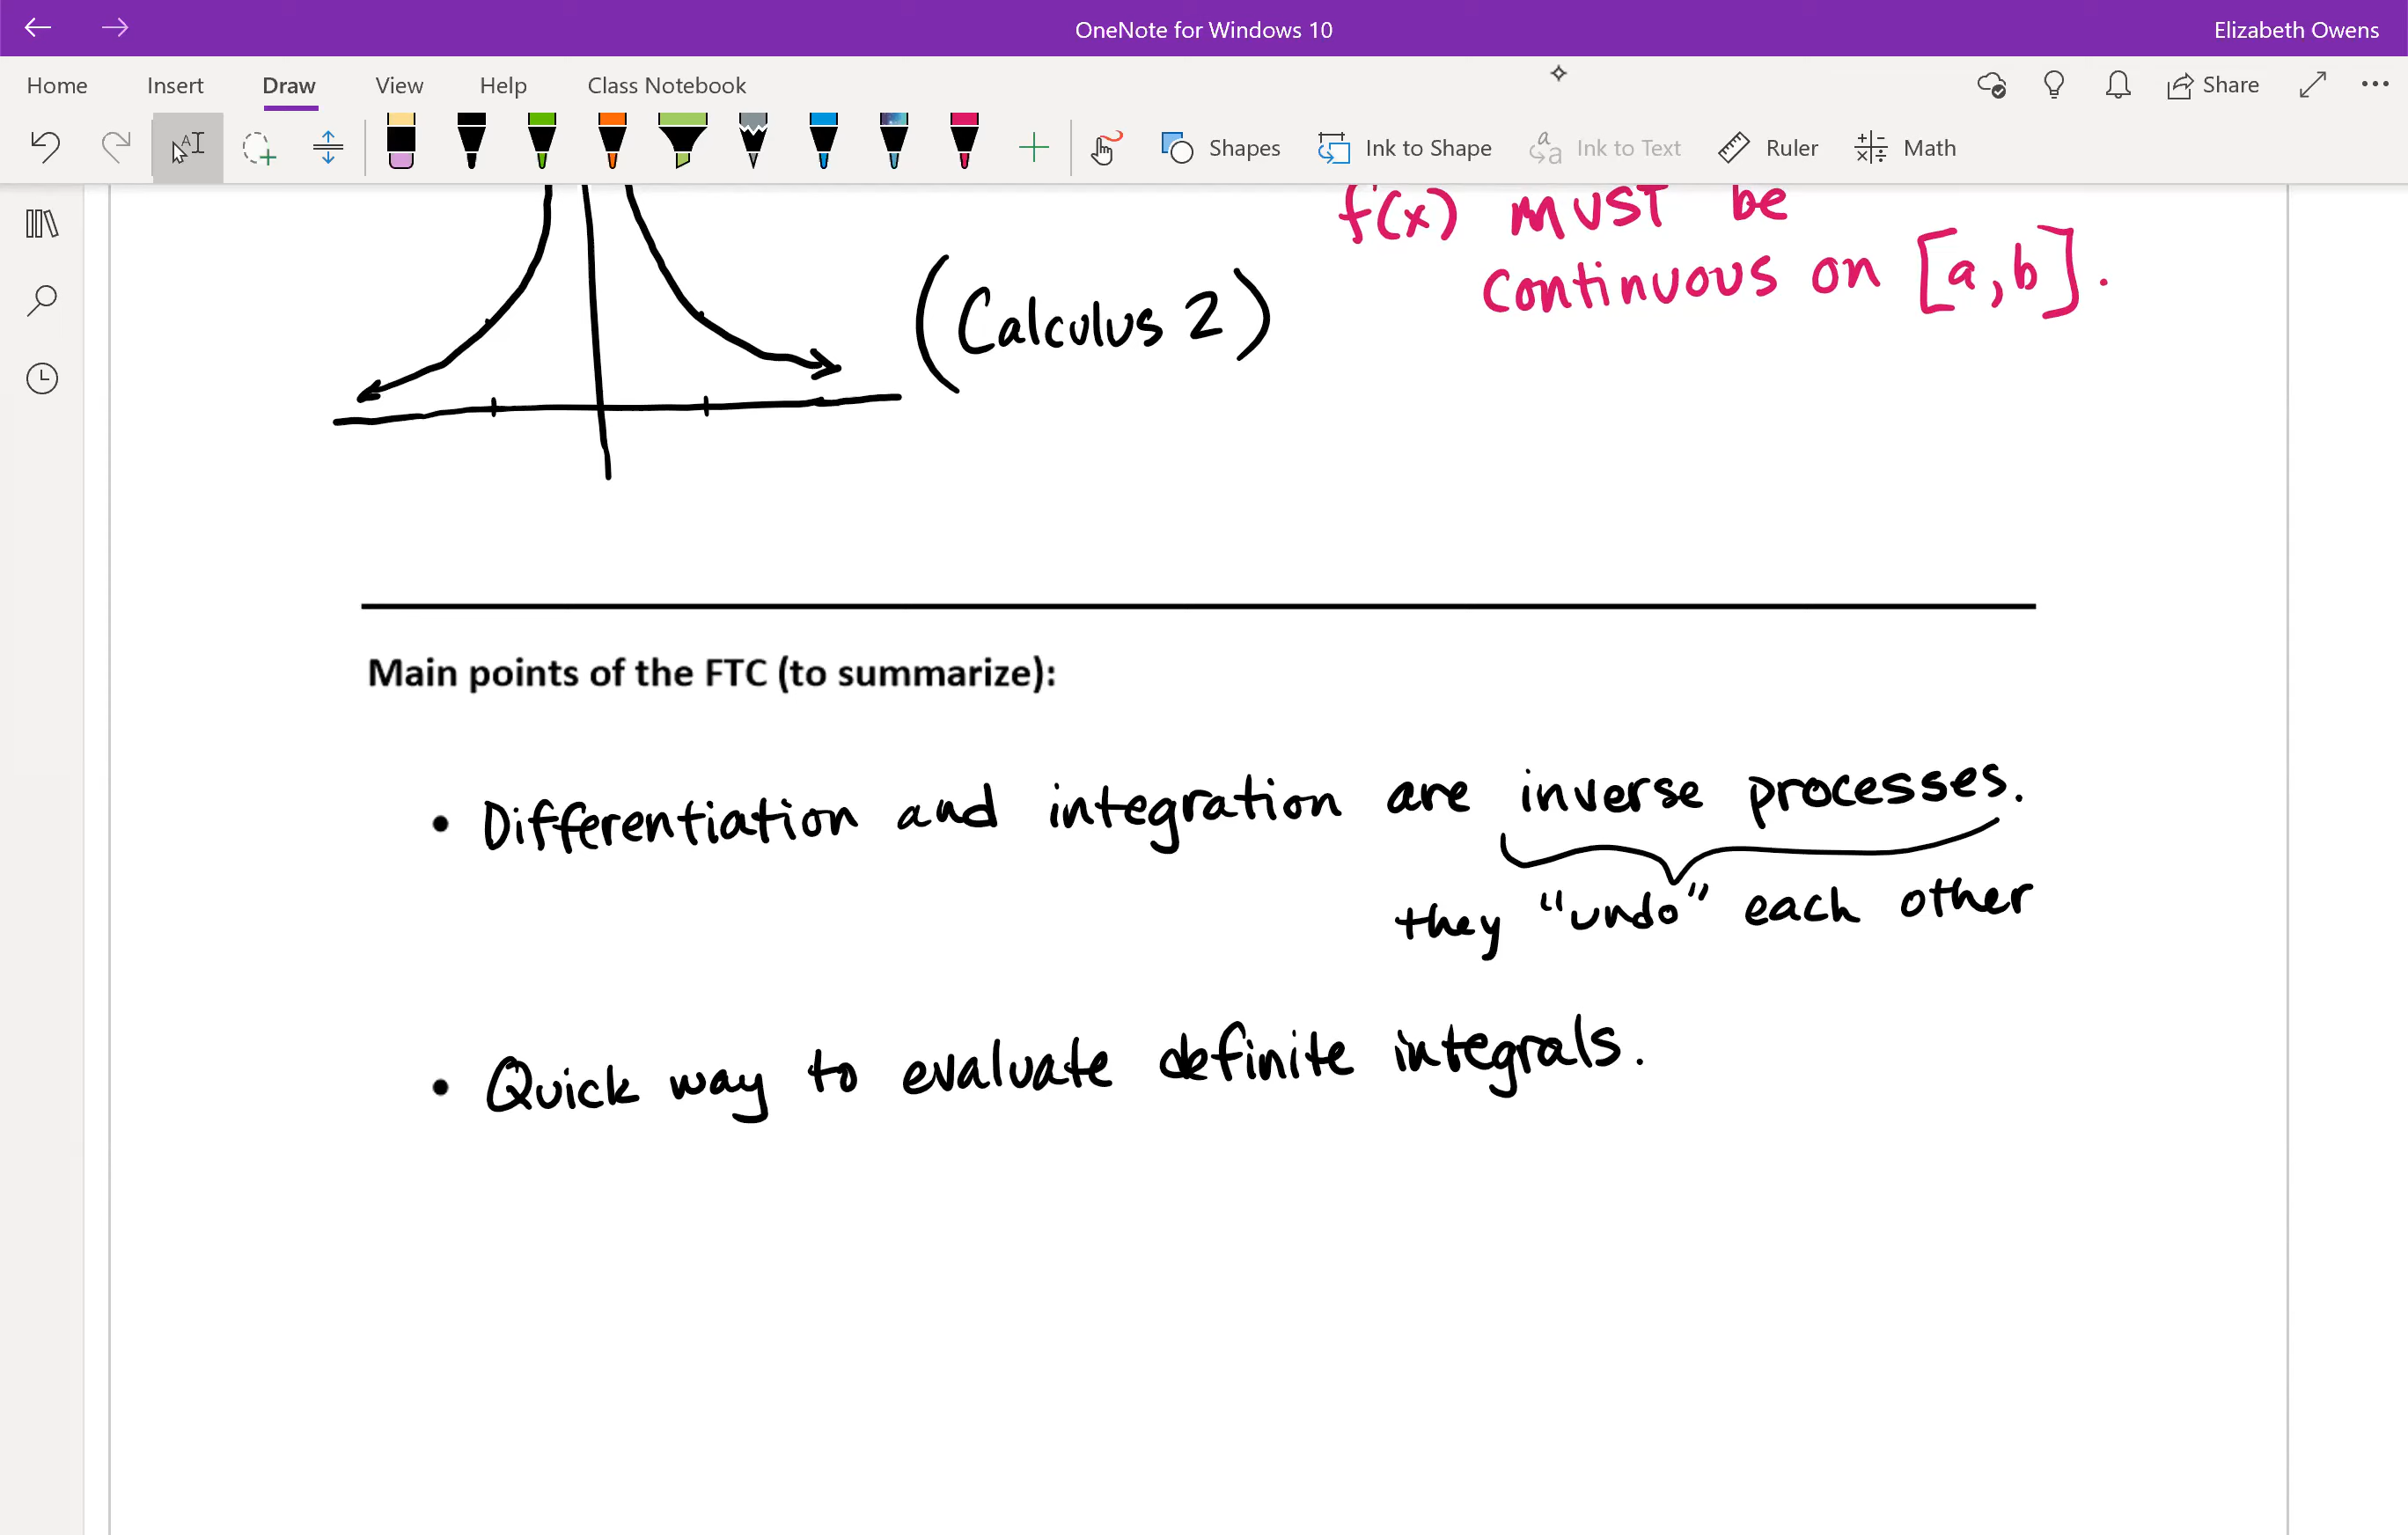 OneNote for Windows 10
Elizabeth Owens
Home Insert Draw View Help Class Notebook Share
Shapes Ink to Shape Ink to Text Ruler Math
f(x) must be
continuous on [a,b].
(Calculus 2)
Main points of the FTC (to summarize):
• Differentiation and integration are inverse processes.
they "undo" each other
• Quick way to evaluate definite integrals.